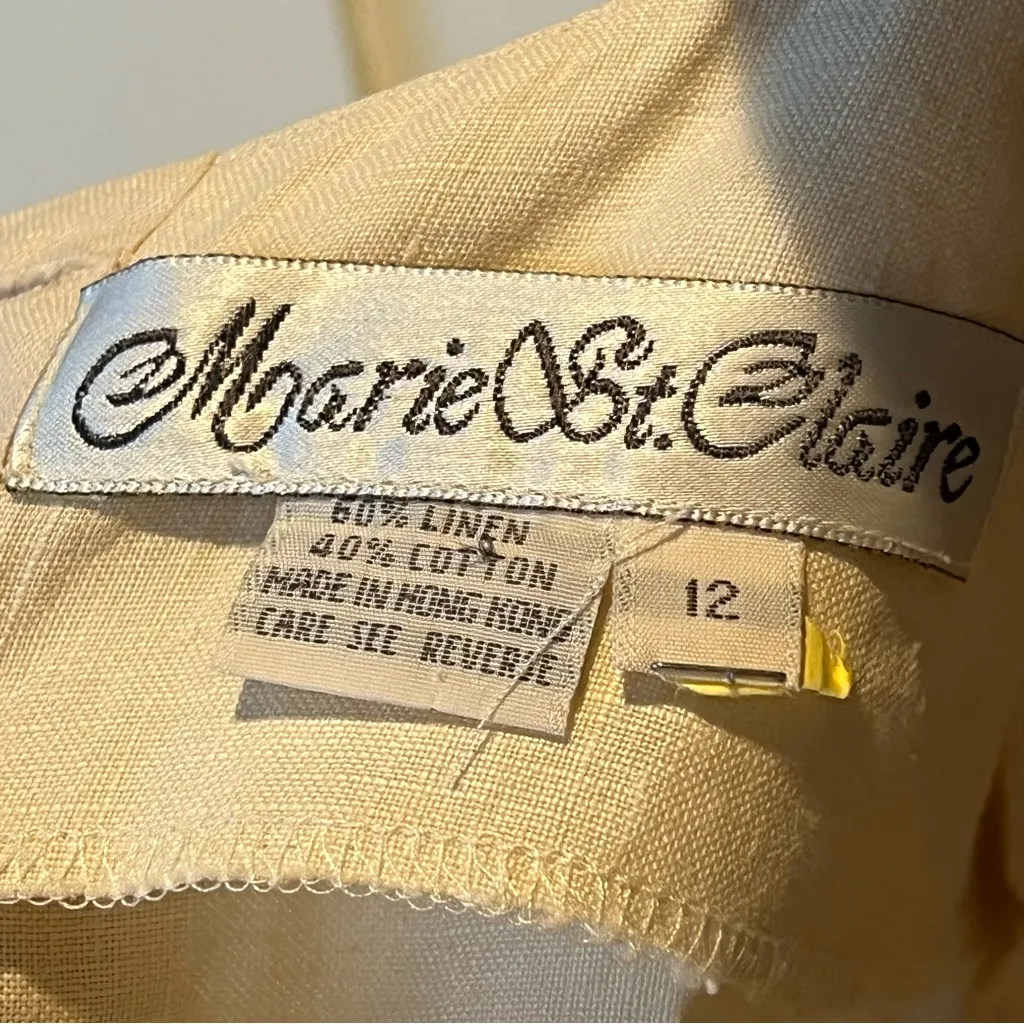 Marie St. Claire
60% LINEN
40% COTTON
MADE IN HONG KONG
CARE SEE REVERSE
12